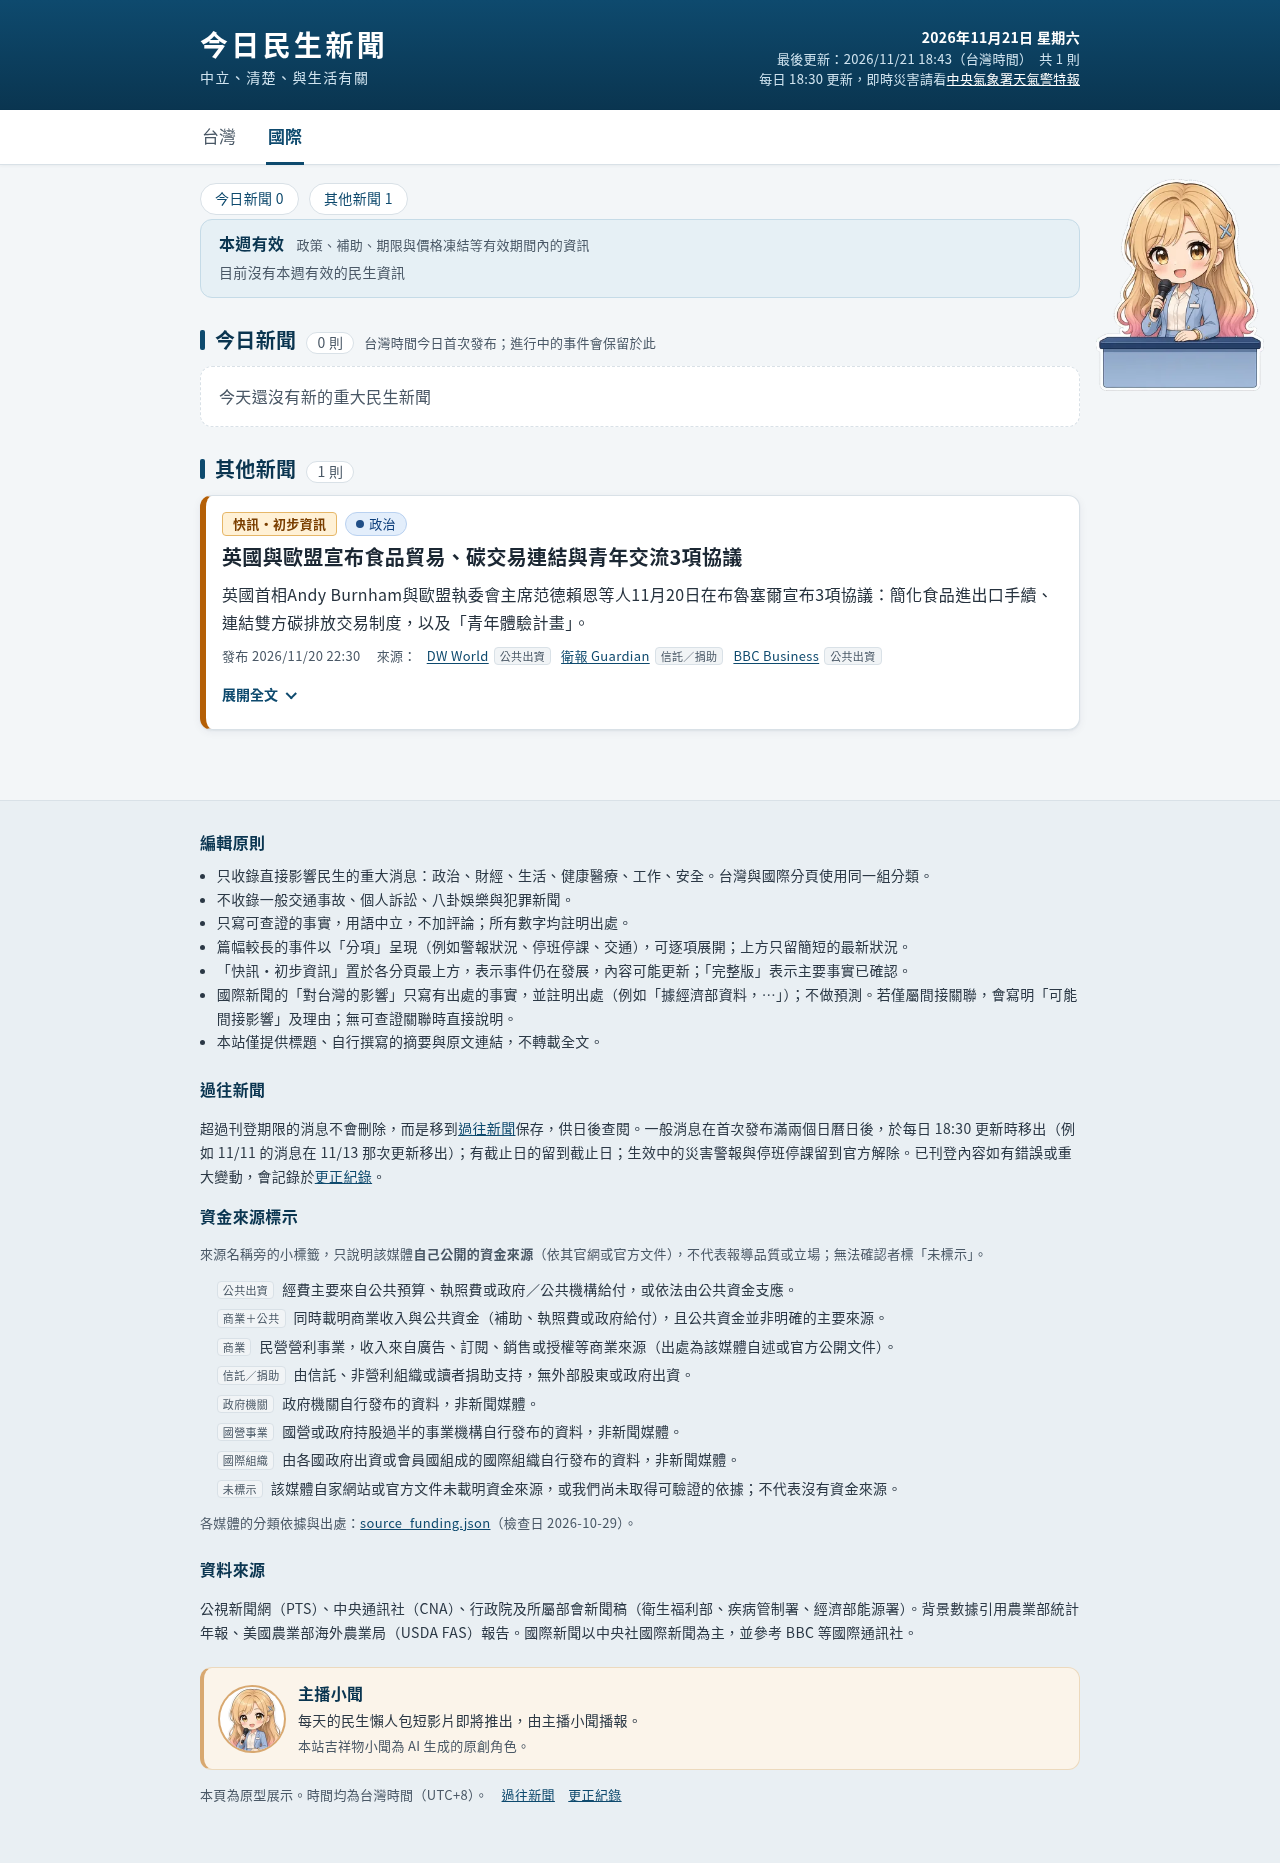 今日民生新聞
中立、清楚、與生活有關
2026年11月21日 星期六
最後更新：2026/11/21 18:43（台灣時間） 共 1 則
每日 18:30 更新，即時災害請看中央氣象署天氣警特報
台灣 國際
今日新聞 0 其他新聞 1
本週有效 政策、補助、期限與價格凍結等有效期間內的資訊
目前沒有本週有效的民生資訊
今日新聞 0 則 台灣時間今日首次發布；進行中的事件會保留於此
今天還沒有新的重大民生新聞
其他新聞 1 則
快訊・初步資訊 政治
英國與歐盟宣布食品貿易、碳交易連結與青年交流3項協議
英國首相Andy Burnham與歐盟執委會主席范德賴恩等人11月20日在布魯塞爾宣布3項協議：簡化食品進出口手續、
連結雙方碳排放交易制度，以及「青年體驗計畫」。
發布 2026/11/20 22:30 來源： DW World 公共出資 衛報 Guardian 信託／捐助 BBC Business 公共出資
展開全文
編輯原則
• 只收錄直接影響民生的重大消息：政治、財經、生活、健康醫療、工作、安全。台灣與國際分頁使用同一組分類。
• 不收錄一般交通事故、個人訴訟、八卦娛樂與犯罪新聞。
• 只寫可查證的事實，用語中立，不加評論；所有數字均註明出處。
• 篇幅較長的事件以「分項」呈現（例如警報狀況、停班停課、交通），可逐項展開；上方只留簡短的最新狀況。
• 「快訊・初步資訊」置於各分頁最上方，表示事件仍在發展，內容可能更新；「完整版」表示主要事實已確認。
• 國際新聞的「對台灣的影響」只寫有出處的事實，並註明出處（例如「據經濟部資料，…」）；不做預測。若僅屬間接關聯，會寫明「可能
間接影響」及理由；無可查證關聯時直接說明。
• 本站僅提供標題、自行撰寫的摘要與原文連結，不轉載全文。
過往新聞
超過刊登期限的消息不會刪除，而是移到過往新聞保存，供日後查閱。一般消息在首次發布滿兩個日曆日後，於每日 18:30 更新時移出（例
如 11/11 的消息在 11/13 那次更新移出）；有截止日的留到截止日；生效中的災害警報與停班停課留到官方解除。已刊登內容如有錯誤或重
大變動，會記錄於更正紀錄。
資金來源標示
來源名稱旁的小標籤，只說明該媒體自己公開的資金來源（依其官網或官方文件），不代表報導品質或立場；無法確認者標「未標示」。
公共出資 經費主要來自公共預算、執照費或政府／公共機構給付，或依法由公共資金支應。
商業＋公共 同時載明商業收入與公共資金（補助、執照費或政府給付），且公共資金並非明確的主要來源。
商業 民營營利事業，收入來自廣告、訂閱、銷售或授權等商業來源（出處為該媒體自述或官方公開文件）。
信託／捐助 由信託、非營利組織或讀者捐助支持，無外部股東或政府出資。
政府機關 政府機關自行發布的資料，非新聞媒體。
國營事業 國營或政府持股過半的事業機構自行發布的資料，非新聞媒體。
國際組織 由各國政府出資或會員國組成的國際組織自行發布的資料，非新聞媒體。
未標示 該媒體自家網站或官方文件未載明資金來源，或我們尚未取得可驗證的依據；不代表沒有資金來源。
各媒體的分類依據與出處：source_funding.json（檢查日 2026-10-29）。
資料來源
公視新聞網（PTS）、中央通訊社（CNA）、行政院及所屬部會新聞稿（衛生福利部、疾病管制署、經濟部能源署）。背景數據引用農業部統計
年報、美國農業部海外農業局（USDA FAS）報告。國際新聞以中央社國際新聞為主，並參考 BBC 等國際通訊社。
主播小聞
每天的民生懶人包短影片即將推出，由主播小聞播報。
本站吉祥物小聞為 AI 生成的原創角色。
本頁為原型展示。時間均為台灣時間（UTC+8）。 過往新聞 更正紀錄